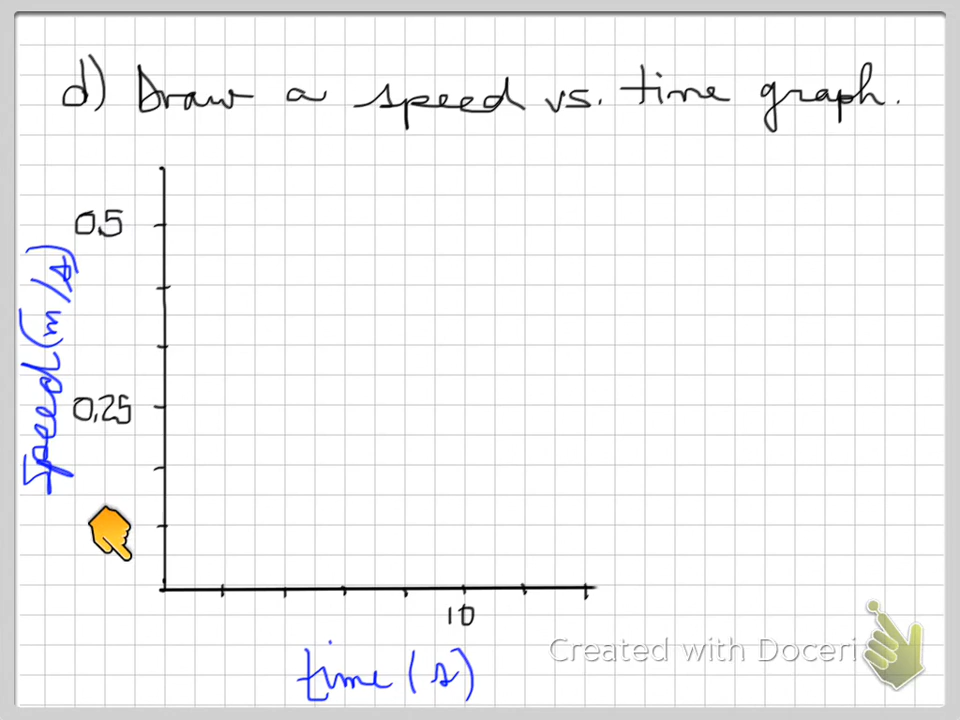 d) Draw a speed vs. time graph.
0.5
Speed (m/s)
0.25
10
time (s)
Created with Doceri